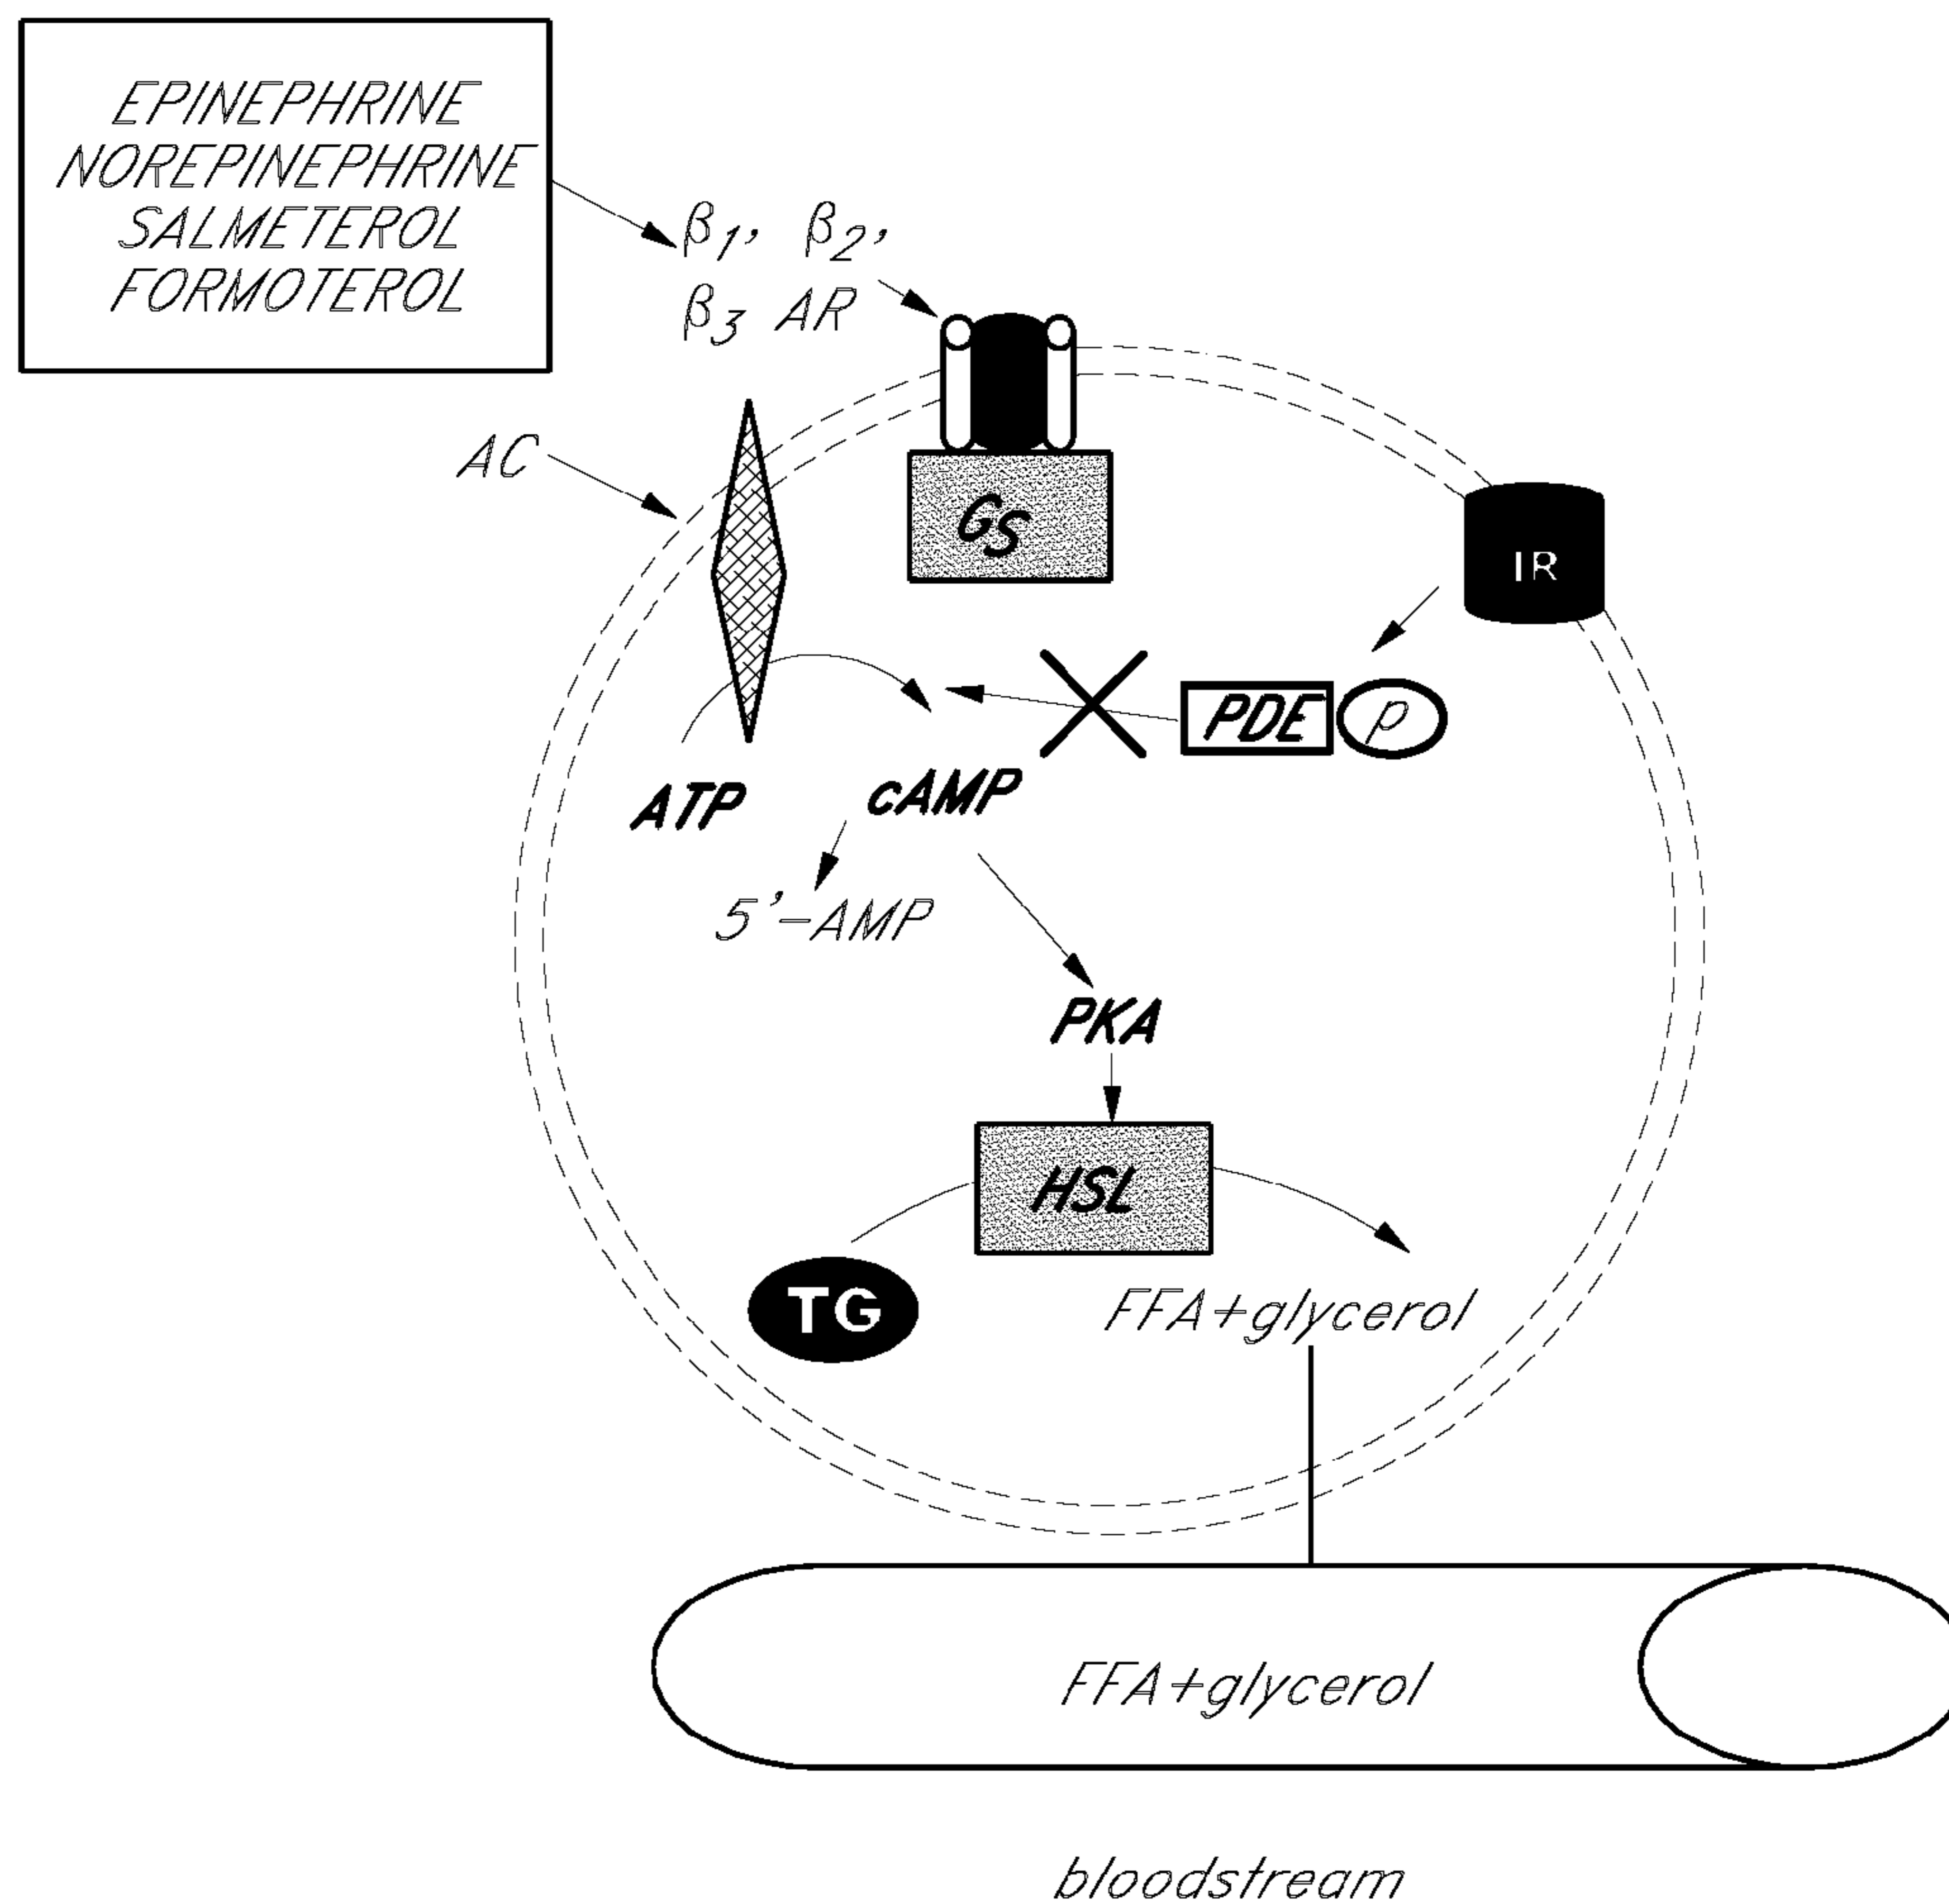 EPINEPHRINE
NOREPINEPHRINE
SALMETEROL
FORMOTEROL
β1, β2,
β3 AR
AC
GS
IR
PDE P
ATP
cAMP
5'-AMP
PKA
HSL
TG
FFA+glycerol
FFA+glycerol
bloodstream